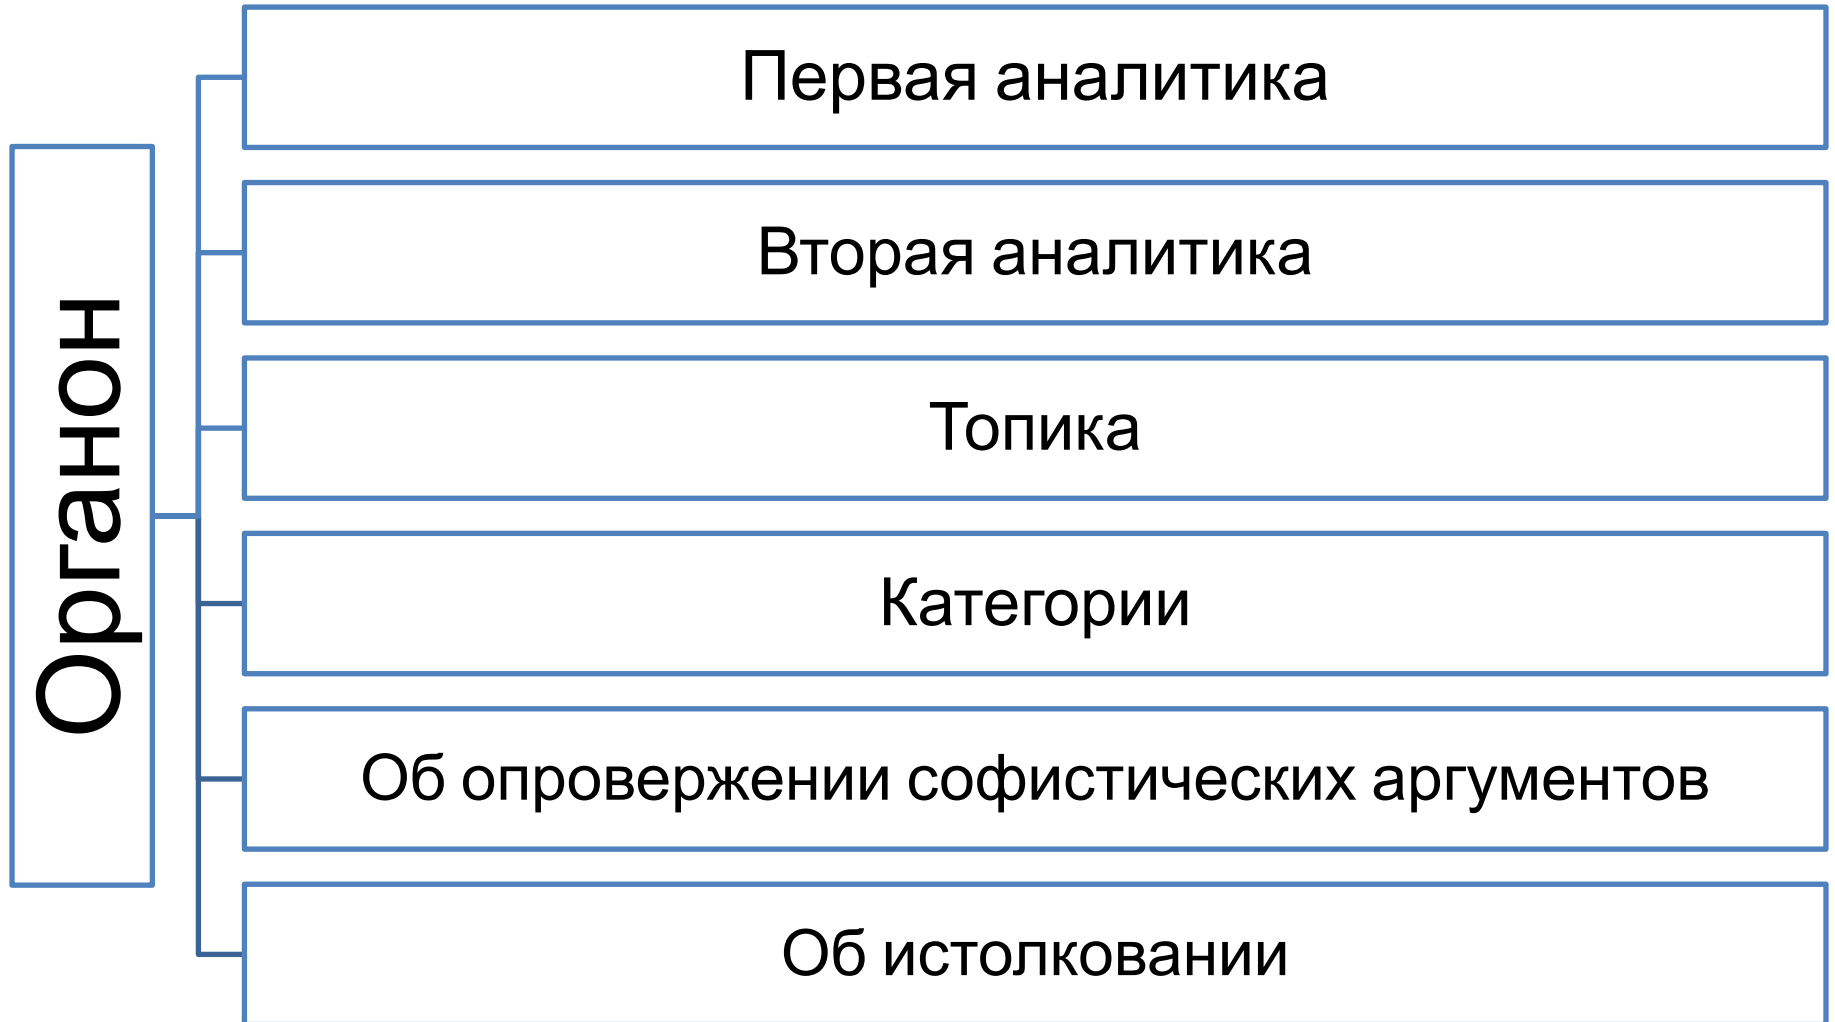 Органон
Первая аналитика
Вторая аналитика
Топика
Категории
Об опровержении софистических аргументов
Об истолковании